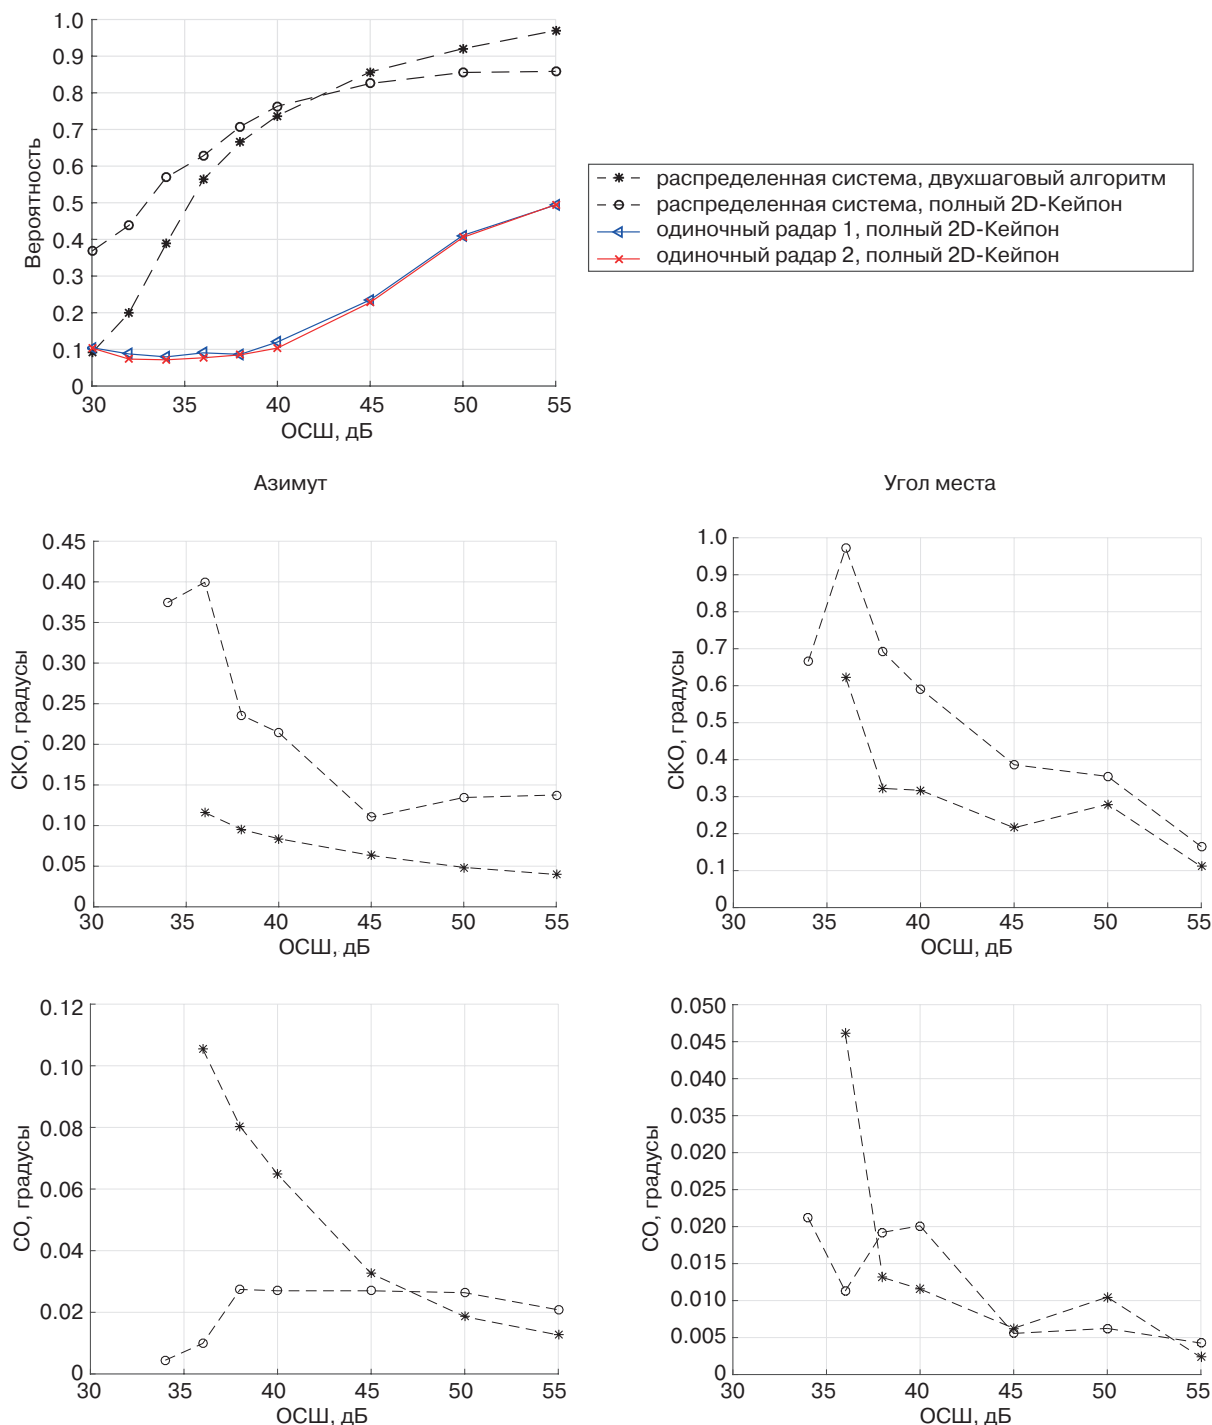 1.0
0.9
0.8
0.7
0.6
0.5
0.4
0.3
0.2
0.1
0
Вероятность
30 35 40 45 50 55
ОСШ, дБ
распределенная система, двухшаговый алгоритм
распределенная система, полный 2D-Кейпон
одиночный радар 1, полный 2D-Кейпон
одиночный радар 2, полный 2D-Кейпон
Азимут
0.45
0.40
0.35
0.30
0.25
0.20
0.15
0.10
0.05
0
СКО, градусы
30 35 40 45 50 55
ОСШ, дБ
Угол места
1.0
0.9
0.8
0.7
0.6
0.5
0.4
0.3
0.2
0.1
0
СКО, градусы
30 35 40 45 50 55
ОСШ, дБ
0.12
0.10
0.08
0.06
0.04
0.02
0
СО, градусы
30 35 40 45 50 55
ОСШ, дБ
0.050
0.045
0.040
0.035
0.030
0.025
0.020
0.015
0.010
0.005
0
СО, градусы
30 35 40 45 50 55
ОСШ, дБ